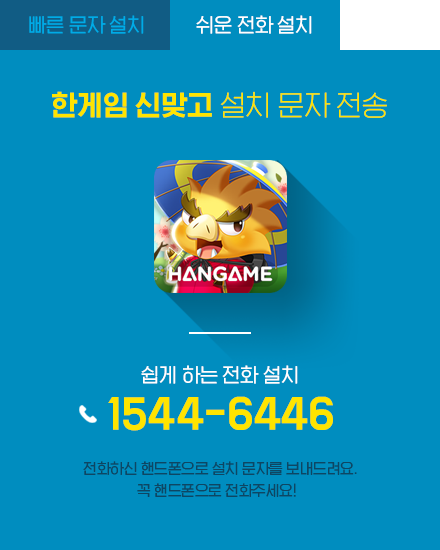 빠른 문자 설치 쉬운 전화 설치
한게임 신맞고 설치 문자 전송
HANGAME
쉽게 하는 전화 설치
1544-6446
전화하신 핸드폰으로 설치 문자를 보내드려요.
꼭 핸드폰으로 전화주세요!